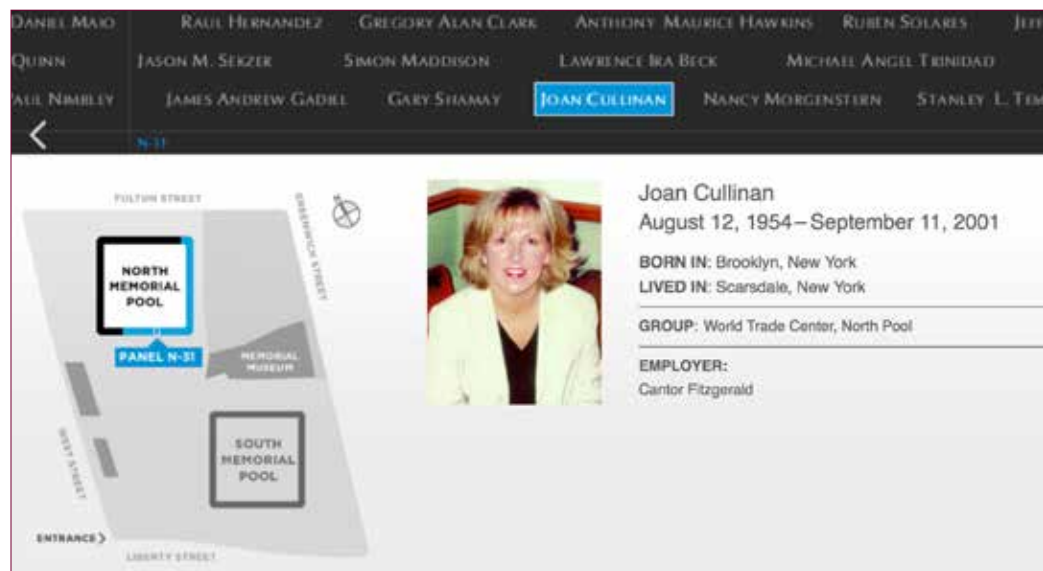 DANIEL MAIO RAUL HERNANDEZ GREGORY ALAN CLARK ANTHONY MAURICE HAWKINS RUBEN SOLARES JEFF
QUINN JASON M. SEKZER SIMON MADDISON LAWRENCE IRA BECK MICHAEL ANGEL TRINIDAD
PAUL NIMBLEY JAMES ANDREW GADIEL GARY SHAMAY JOAN CULLINAN NANCY MORGENSTERN STANLEY L. TEM
N-31
FULTON STREET
GREENWICH STREET
NORTH
MEMORIAL
POOL
PANEL N-31
MEMORIAL
MUSEUM
SOUTH
MEMORIAL
POOL
WEST STREET
ENTRANCE
LIBERTY STREET
Joan Cullinan
August 12, 1954–September 11, 2001
BORN IN: Brooklyn, New York
LIVED IN: Scarsdale, New York
GROUP: World Trade Center, North Pool
EMPLOYER:
Cantor Fitzgerald